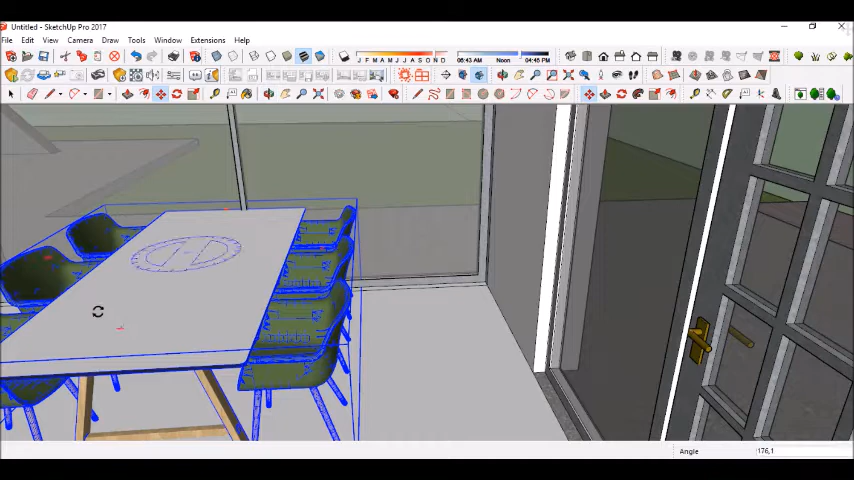 Untitled - SketchUp Pro 2017
File Edit View Camera Draw Tools Window Extensions Help
J F M A M J J A S O N D 06:43 AM Noon 04:45 PM
Angle 176,1